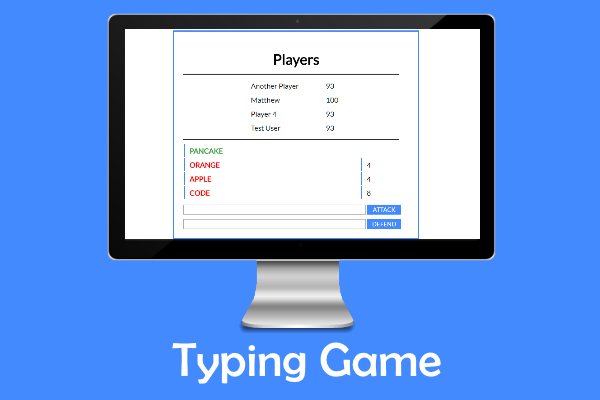 Players
Another Player 93
Matthew 100
Player 4 93
Test User 93
PANCAKE
ORANGE 4
APPLE 4
CODE 8
ATTACK
DEFEND
Typing Game